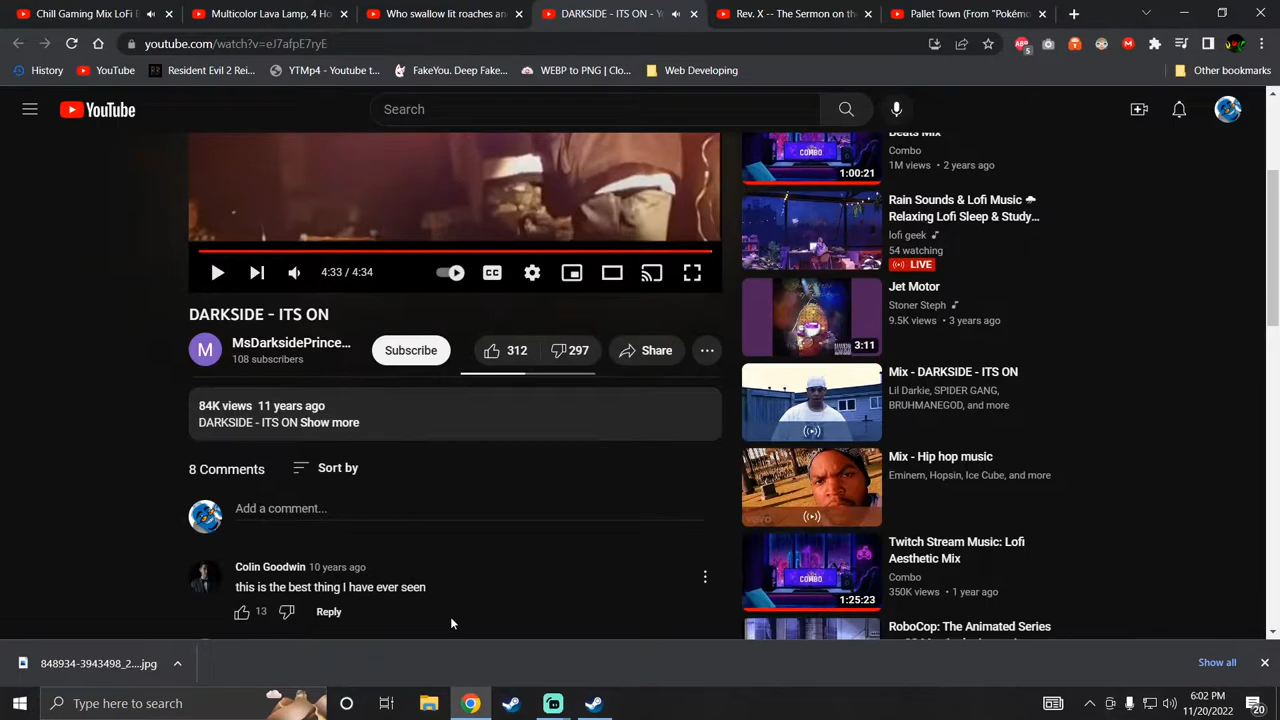 Chill Gaming Mix LoFi
Multicolor Lava Lamp, 4 Ho
Who swallow lit roaches an
DARKSIDE - ITS ON - Y
Rev. X -- The Sermon on the
Pallet Town (From "Pokémo
youtube.com/watch?v=eJ7afpE7ryE
5
History
YouTube
Resident Evil 2 Rei...
YTMp4 - Youtube t...
FakeYou. Deep Fake...
WEBP to PNG | Clo...
Web Developing
Other bookmarks
YouTube
Search
4:33 / 4:34
CC
DARKSIDE - ITS ON
M
MsDarksidePrince...
108 subscribers
Subscribe
312
297
Share
84K views 11 years ago
DARKSIDE - ITS ON Show more
8 Comments
Sort by
Add a comment...
Colin Goodwin 10 years ago
this is the best thing I have ever seen
13
Reply
COMBO
1:00:21
Beats Mix
Combo
1M views • 2 years ago
Rain Sounds & Lofi Music
Relaxing Lofi Sleep & Study...
lofi geek
54 watching
LIVE
3:11
Jet Motor
Stoner Steph
9.5K views • 3 years ago
Mix - DARKSIDE - ITS ON
Lil Darkie, SPIDER GANG,
BRUHMANEGOD, and more
vevo
Mix - Hip hop music
Eminem, Hopsin, Ice Cube, and more
COMBO
1:25:23
Twitch Stream Music: Lofi
Aesthetic Mix
Combo
350K views • 1 year ago
RoboCop: The Animated Series
848934-3943498_2....jpg
Show all
Type here to search
6:02 PM
11/20/2022
20